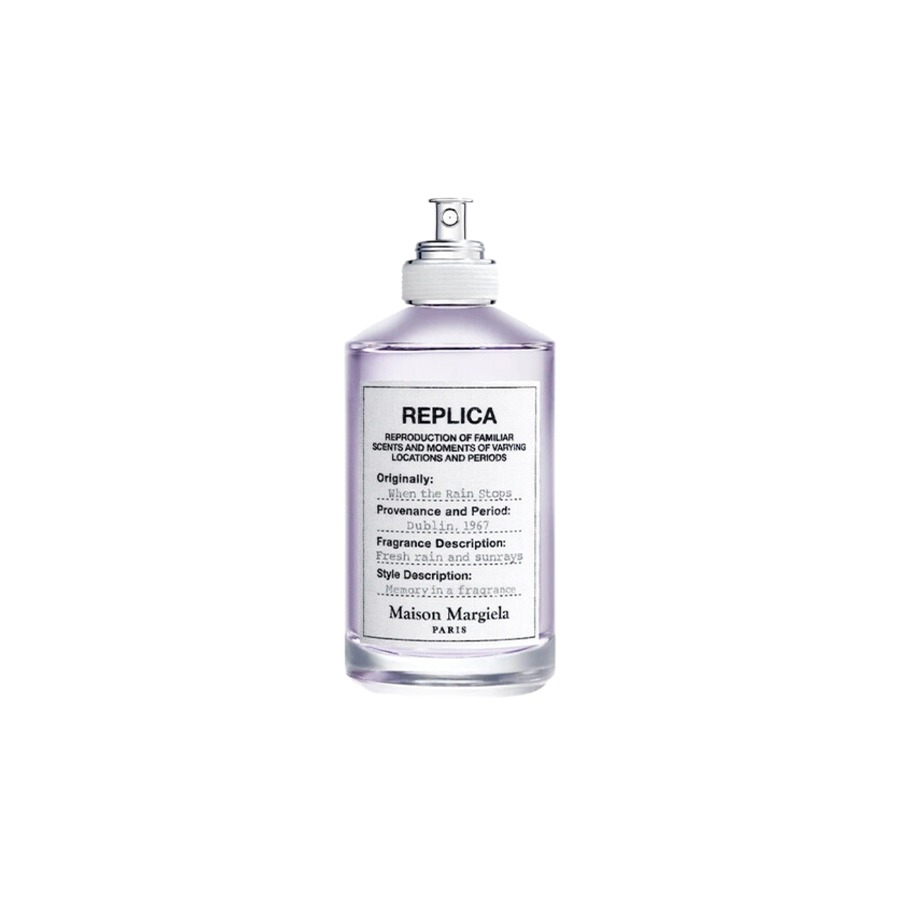 REPLICA
REPRODUCTION OF FAMILIAR
SCENTS AND MOMENTS OF VARYING
LOCATIONS AND PERIODS
Originally:
When the Rain Stops
Provenance and Period:
Dublin, 1967
Fragrance Description:
Fresh rain and sunrays
Style Description:
Memory in a fragrance
Maison Margiela
PARIS